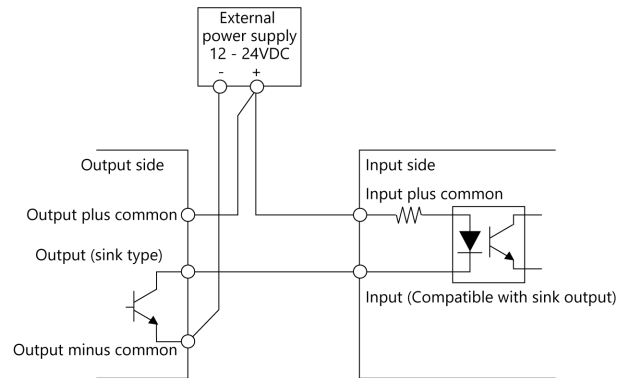 External
power supply
12 - 24VDC
- +
Output side
Input side
Input plus common
Output plus common
Output (sink type)
Input (Compatible with sink output)
Output minus common